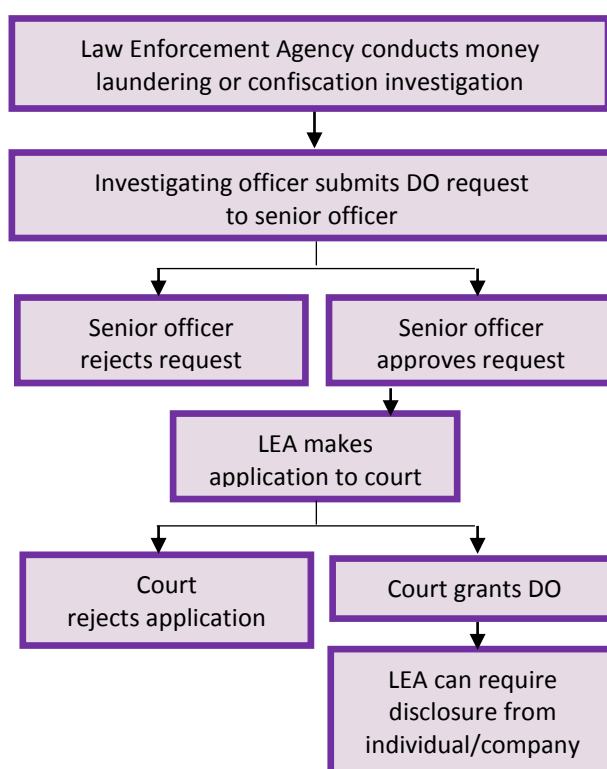 Law Enforcement Agency conducts money
laundering or confiscation investigation
Investigating officer submits DO request
to senior officer
Senior officer
rejects request
Senior officer
approves request
LEA makes
application to court
Court
rejects application
Court grants DO
LEA can require
disclosure from
individual/company